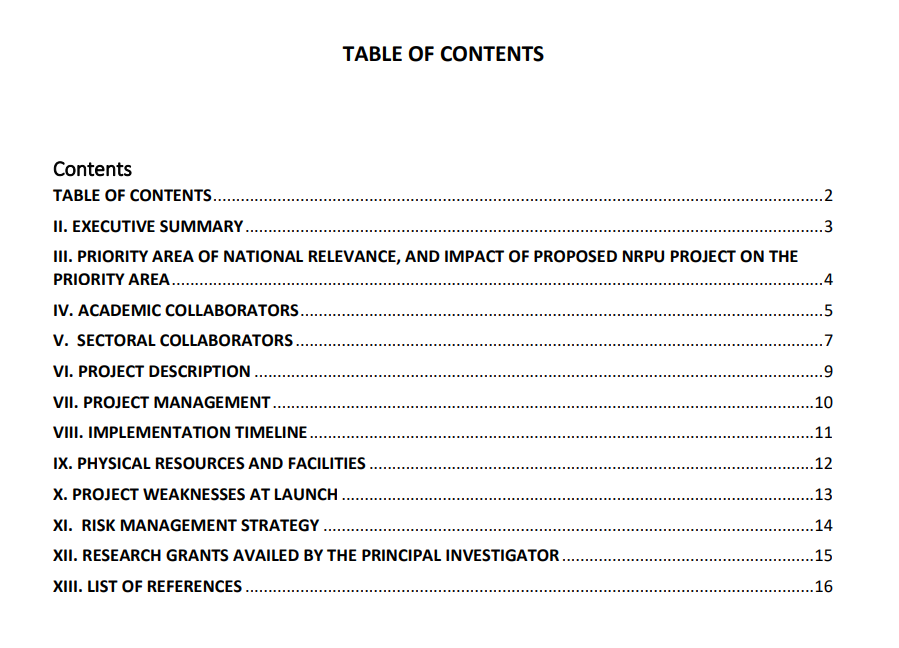 TABLE OF CONTENTS
Contents
TABLE OF CONTENTS....................................................................................................................................2
II. EXECUTIVE SUMMARY..............................................................................................................................3
III. PRIORITY AREA OF NATIONAL RELEVANCE, AND IMPACT OF PROPOSED NRPU PROJECT ON THE
PRIORITY AREA..............................................................................................................................................4
IV. ACADEMIC COLLABORATORS..................................................................................................................5
V.  SECTORAL COLLABORATORS...................................................................................................................7
VI. PROJECT DESCRIPTION............................................................................................................................9
VII. PROJECT MANAGEMENT......................................................................................................................10
VIII. IMPLEMENTATION TIMELINE..............................................................................................................11
IX. PHYSICAL RESOURCES AND FACILITIES.................................................................................................12
X. PROJECT WEAKNESSES AT LAUNCH.......................................................................................................13
XI.  RISK MANAGEMENT STRATEGY...........................................................................................................14
XII. RESEARCH GRANTS AVAILED BY THE PRINCIPAL INVESTIGATOR.......................................................15
XIII. LIST OF REFERENCES............................................................................................................................16